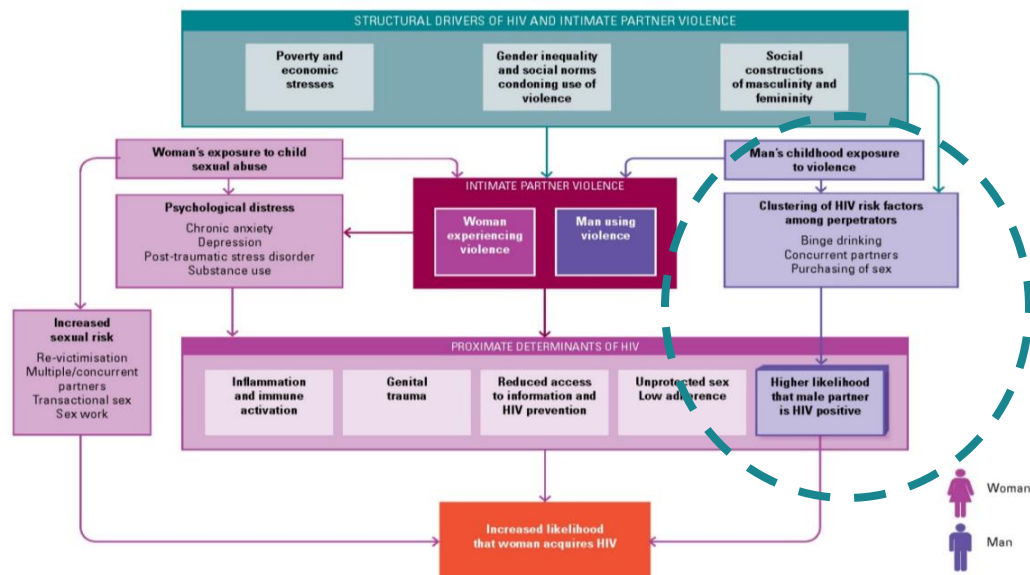 STRUCTURAL DRIVERS OF HIV AND INTIMATE PARTNER VIOLENCE
Poverty and
economic
stresses
Gender inequality
and social norms
condoning use of
violence
Social
constructions
of masculinity and
femininity
Woman's exposure to child
sexual abuse
Man's childhood exposure
to violence
INTIMATE PARTNER VIOLENCE
Woman
experiencing
violence
Man using
violence
Psychological distress
Chronic anxiety
Depression
Post-traumatic stress disorder
Substance use
Clustering of HIV risk factors
among perpetrators
Binge drinking
Concurrent partners
Purchasing of sex
Increased
sexual risk
Re-victimisation
Multiple/concurrent
partners
Transactional sex
Sex work
PROXIMATE DETERMINANTS OF HIV
Inflammation
and immune
activation
Genital
trauma
Reduced access
to information and
HIV prevention
Unprotected sex
Low adherence
Higher likelihood
that male partner
is HIV positive
Increased likelihood
that woman acquires HIV
Woman
Man